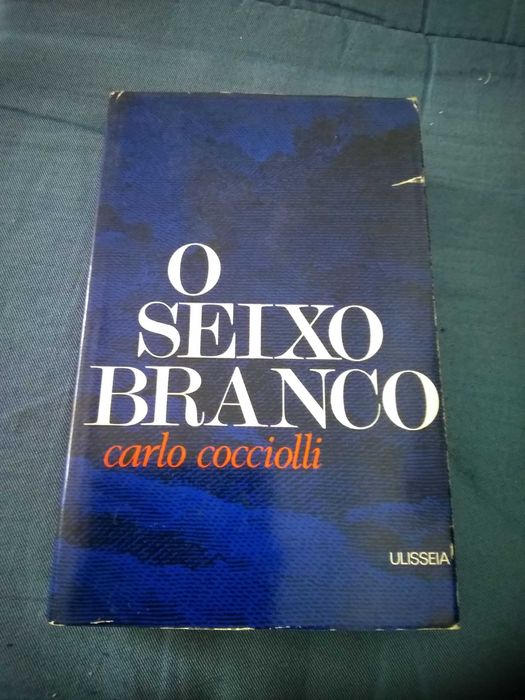 O
SEIXO
BRANCO
carlo cocciolli
ULISSEIA